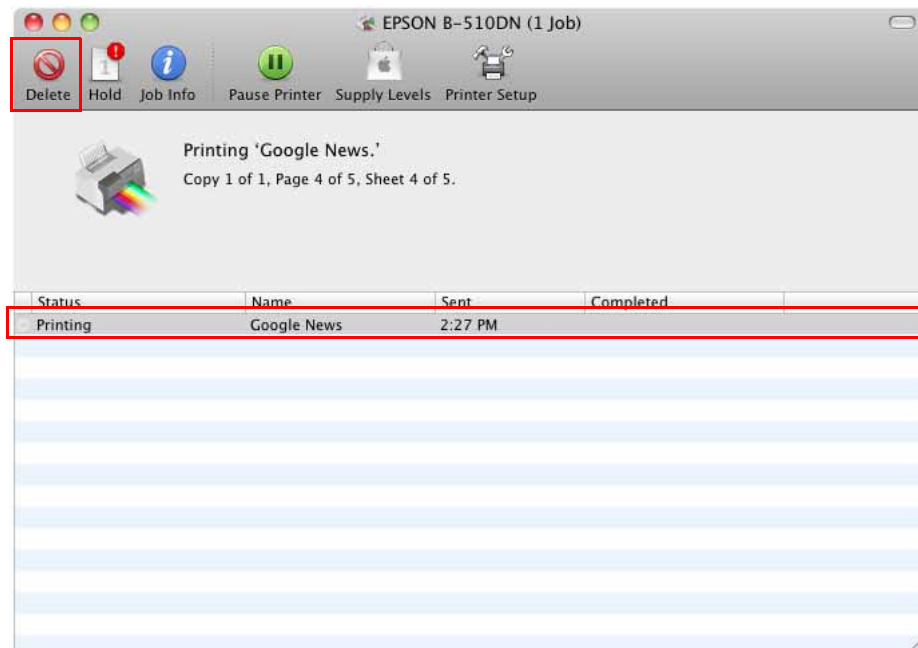 EPSON B-510DN (1 Job)
Delete Hold Job Info Pause Printer Supply Levels Printer Setup
Printing ‘Google News.’
Copy 1 of 1, Page 4 of 5, Sheet 4 of 5.
Status Name Sent Completed
Printing Google News 2:27 PM